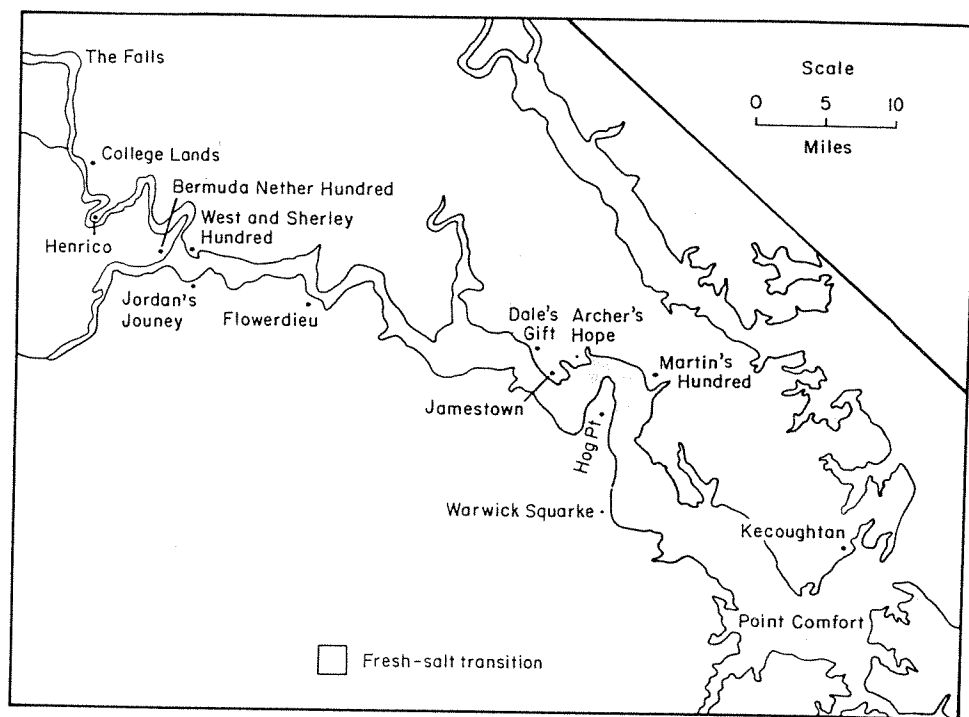 The Falls
Scale
0 5 10
Miles
College Lands
Bermuda Nether Hundred
West and Sherley
Hundred
Henrico
Jordan's
Jouney
Flowerdieu
Dale's
Gift
Archer's
Hope
Martin's
Hundred
Jamestown
Hog Pt.
Warwick Squarke
Kecoughtan
Point Comfort
Fresh-salt transition